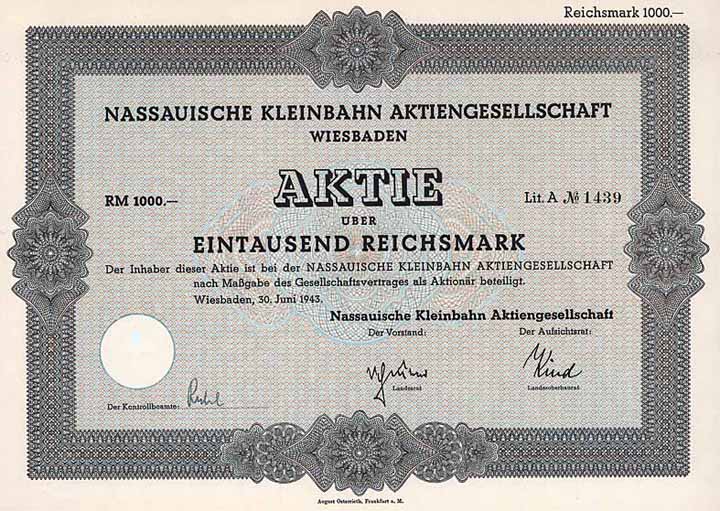 Reichsmark 1000.—
NASSAUISCHE KLEINBAHN AKTIENGESELLSCHAFT
WIESBADEN
AKTIE
RM 1000.— Lit. A № 1439
ÜBER
EINTAUSEND REICHSMARK
Der Inhaber dieser Aktie ist bei der NASSAUISCHE KLEINBAHN AKTIENGESELLSCHAFT
nach Maßgabe des Gesellschaftsvertrages als Aktionär beteiligt.
Wiesbaden, 30. Juni 1943.
Nassauische Kleinbahn Aktiengesellschaft
Der Vorstand: Der Aufsichtsrat:
Kind
Landesrat Landesoberbaurat
Der Kontrollbeamte:
August Osterrieth, Frankfurt a. M.